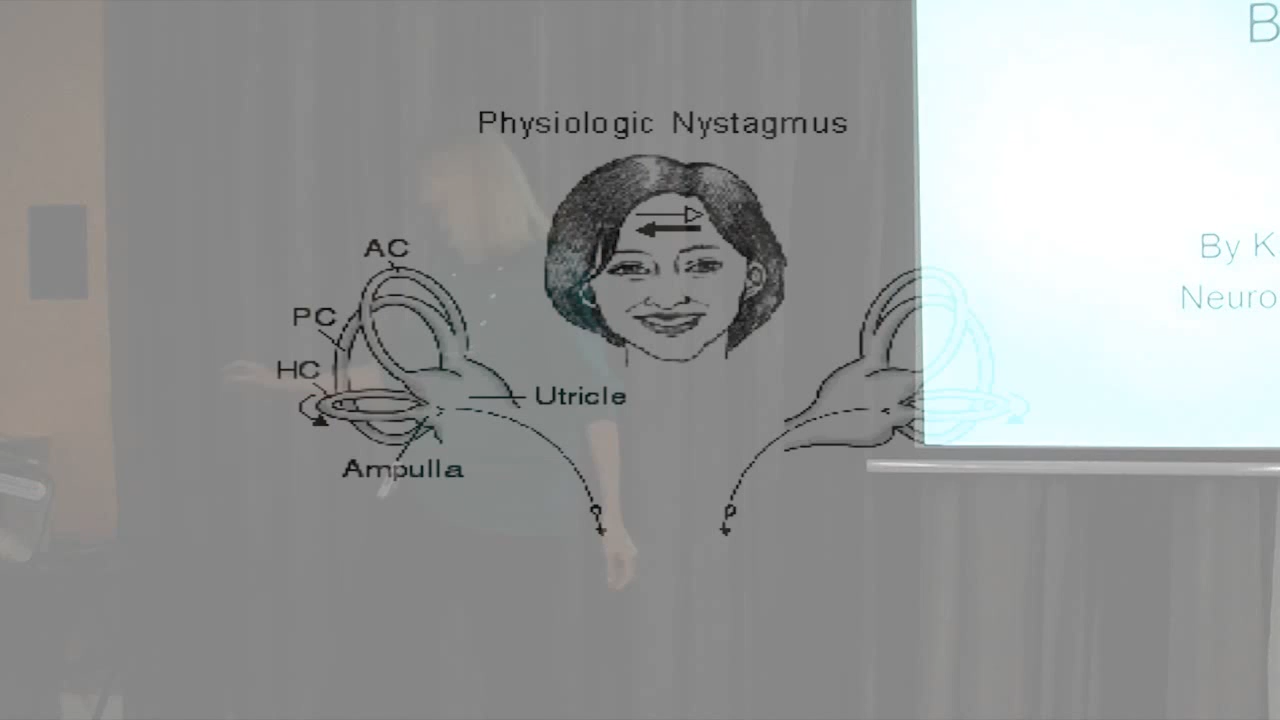 Physiologic Nystagmus
AC
PC
HC
Utricle
Ampulla
B
By K
Neuro